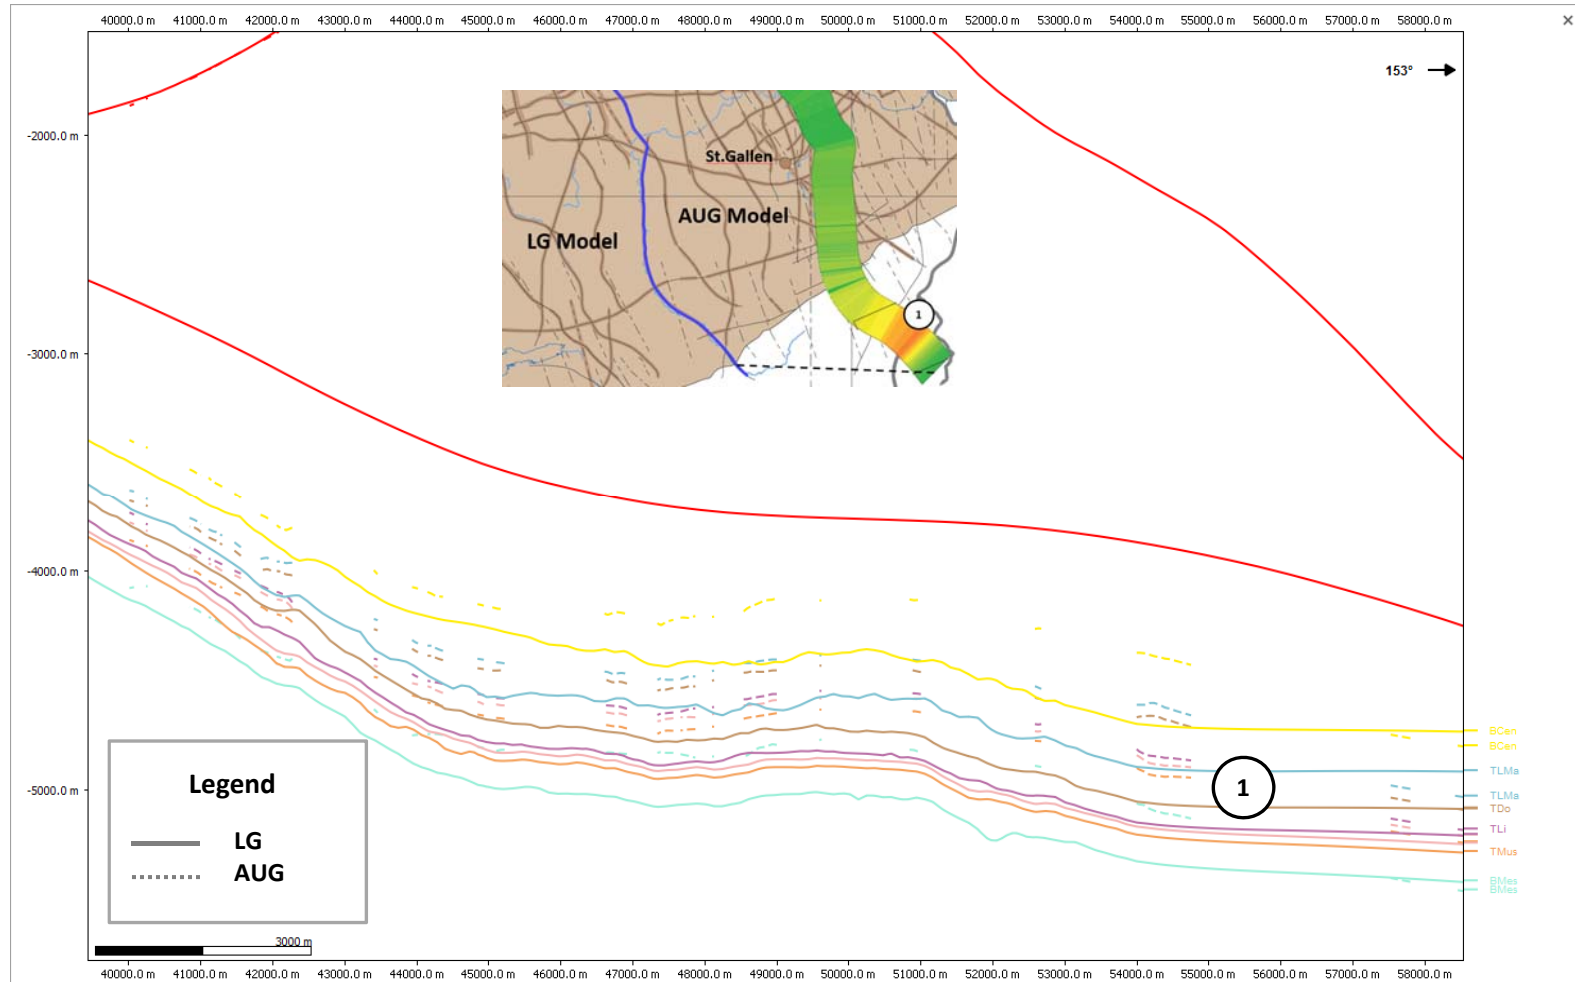 40000.0 m 41000.0 m 42000.0 m 43000.0 m 44000.0 m 45000.0 m 46000.0 m 47000.0 m 48000.0 m 49000.0 m 50000.0 m 51000.0 m 52000.0 m 53000.0 m 54000.0 m 55000.0 m 56000.0 m 57000.0 m 58000.0 m
153°
-2000.0 m
St.Gallen
AUG Model
LG Model
1
-3000.0 m
-4000.0 m
BCen
BCen
TLMa
1
-5000.0 m
TLMa
TDo
TLi
TMus
BMes
BMes
Legend
LG
AUG
3000 m
40000.0 m 41000.0 m 42000.0 m 43000.0 m 44000.0 m 45000.0 m 46000.0 m 47000.0 m 48000.0 m 49000.0 m 50000.0 m 51000.0 m 52000.0 m 53000.0 m 54000.0 m 55000.0 m 56000.0 m 57000.0 m 58000.0 m